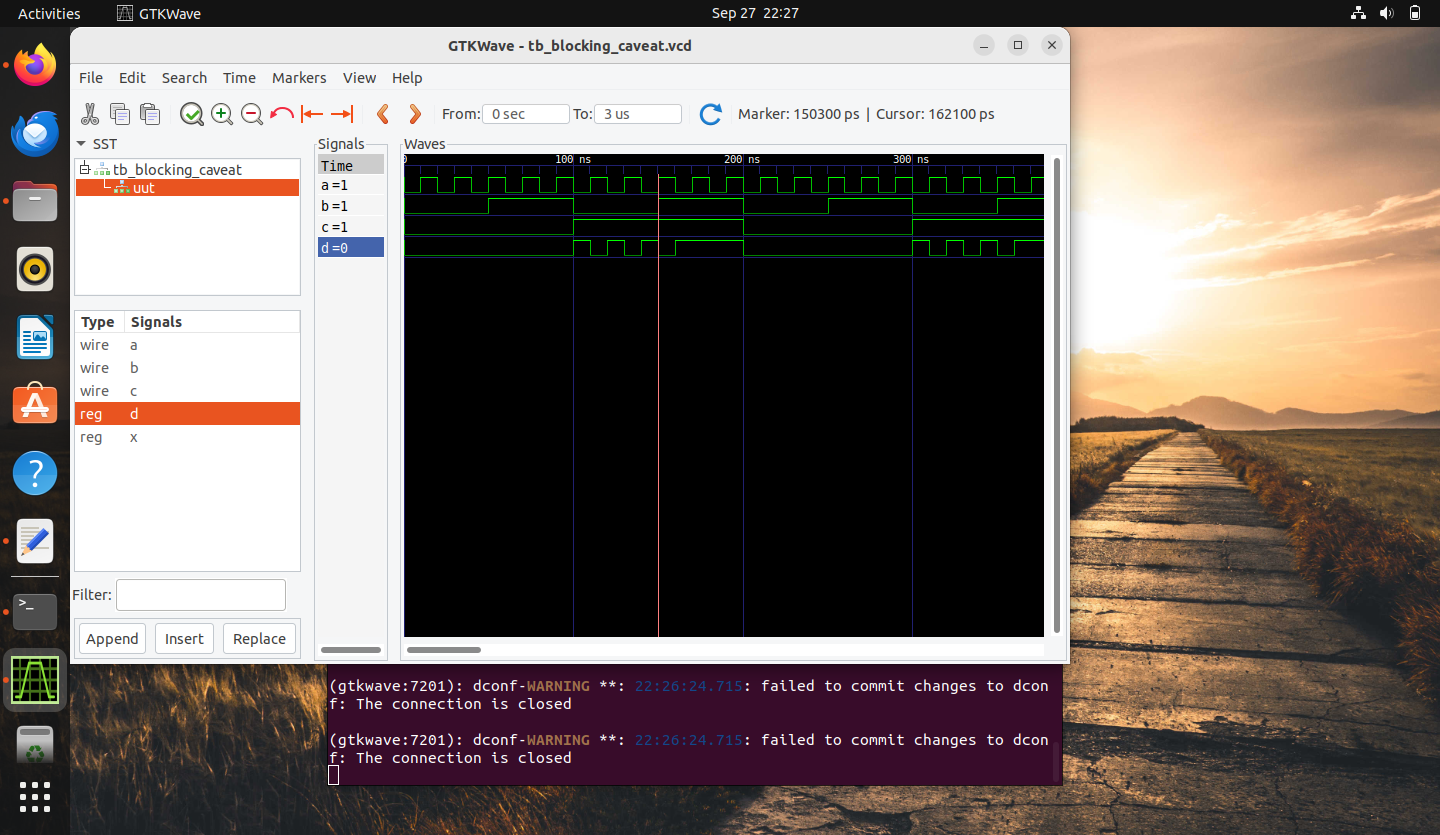 Activities GTKWave Sep 27 22:27
GTKWave - tb_blocking_caveat.vcd
File Edit Search Time Markers View Help
From: 0 sec To: 3 us Marker: 150300 ps | Cursor: 162100 ps
SST
tb_blocking_caveat
uut
Type Signals
wire a
wire b
wire c
reg d
reg x
Filter:
Append Insert Replace
Signals
Time
a =1
b =1
c =1
d =0
Waves
0 100 ns 200 ns 300 ns
(gtkwave:7201): dconf-WARNING **: 22:26:24.715: failed to commit changes to dcon
f: The connection is closed
(gtkwave:7201): dconf-WARNING **: 22:26:24.715: failed to commit changes to dcon
f: The connection is closed